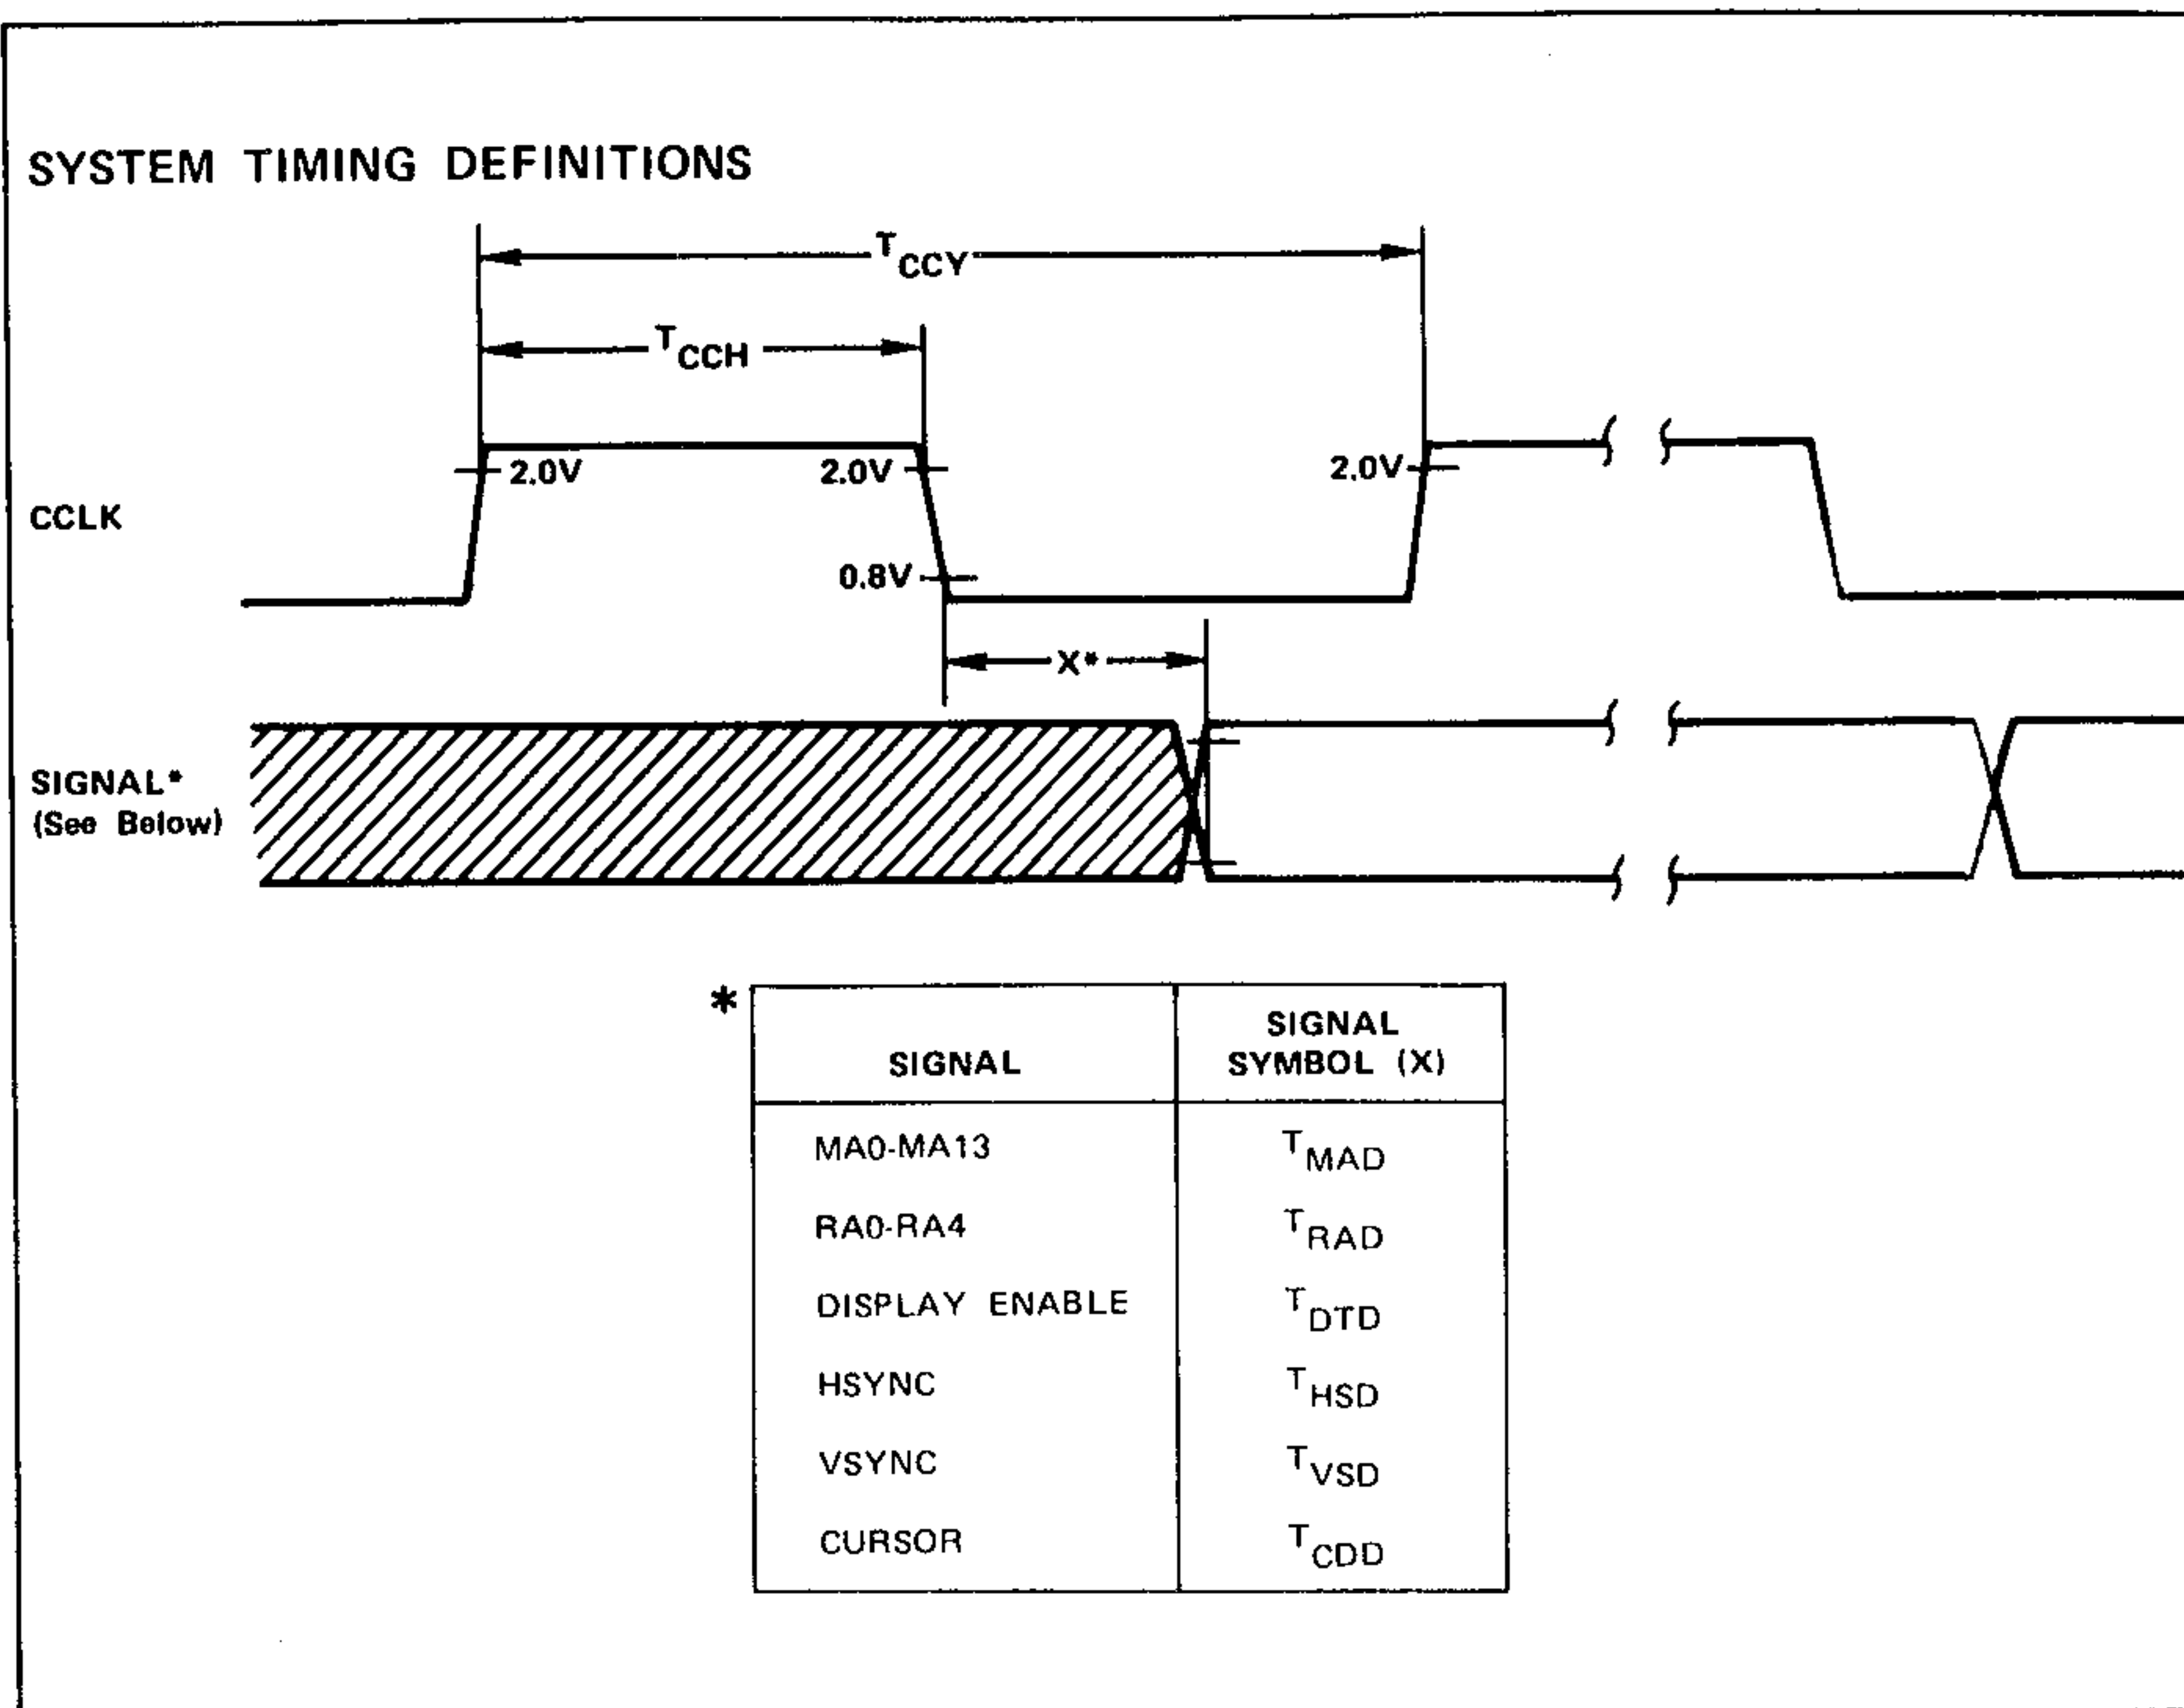 SYSTEM TIMING DEFINITIONS
TCCY
TCCH
2.0V 2.0V 2.0V
CCLK
0.8V
X*
SIGNAL*
(See Below)
*
SIGNAL SIGNAL SYMBOL (X)
MA0-MA13 TMAD
RA0-RA4 TRAD
DISPLAY ENABLE TDTD
HSYNC THSD
VSYNC TVSD
CURSOR TCDD